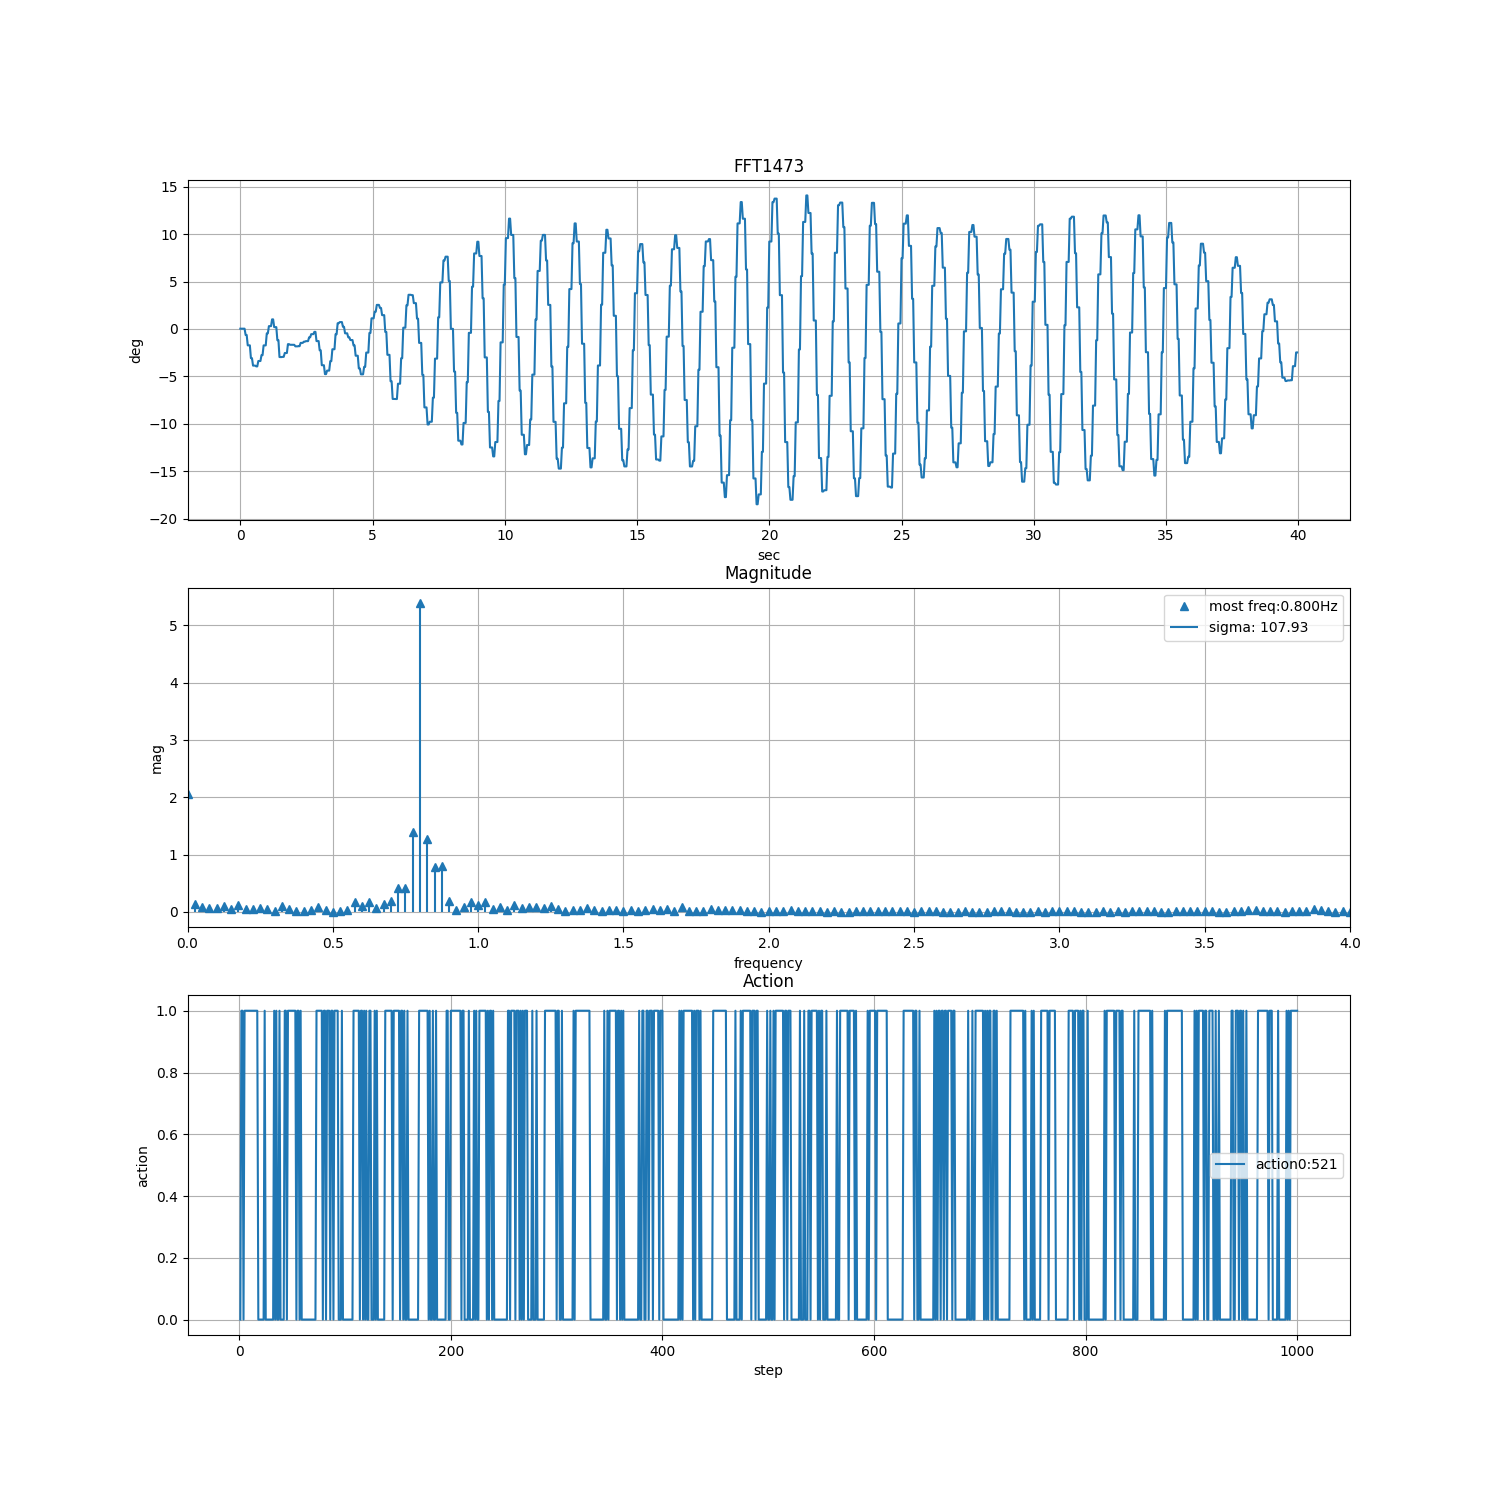 FFT1473
15
10
5
0
−5
−10
−15
−20
deg
0 5 10 15 20 25 30 35 40
sec
Magnitude
most freq:0.800Hz
sigma: 107.93
5
4
3
2
1
0
mag
0.0 0.5 1.0 1.5 2.0 2.5 3.0 3.5 4.0
frequency
Action
1.0
0.8
0.6
0.4
0.2
0.0
action
action0:521
0 200 400 600 800 1000
step